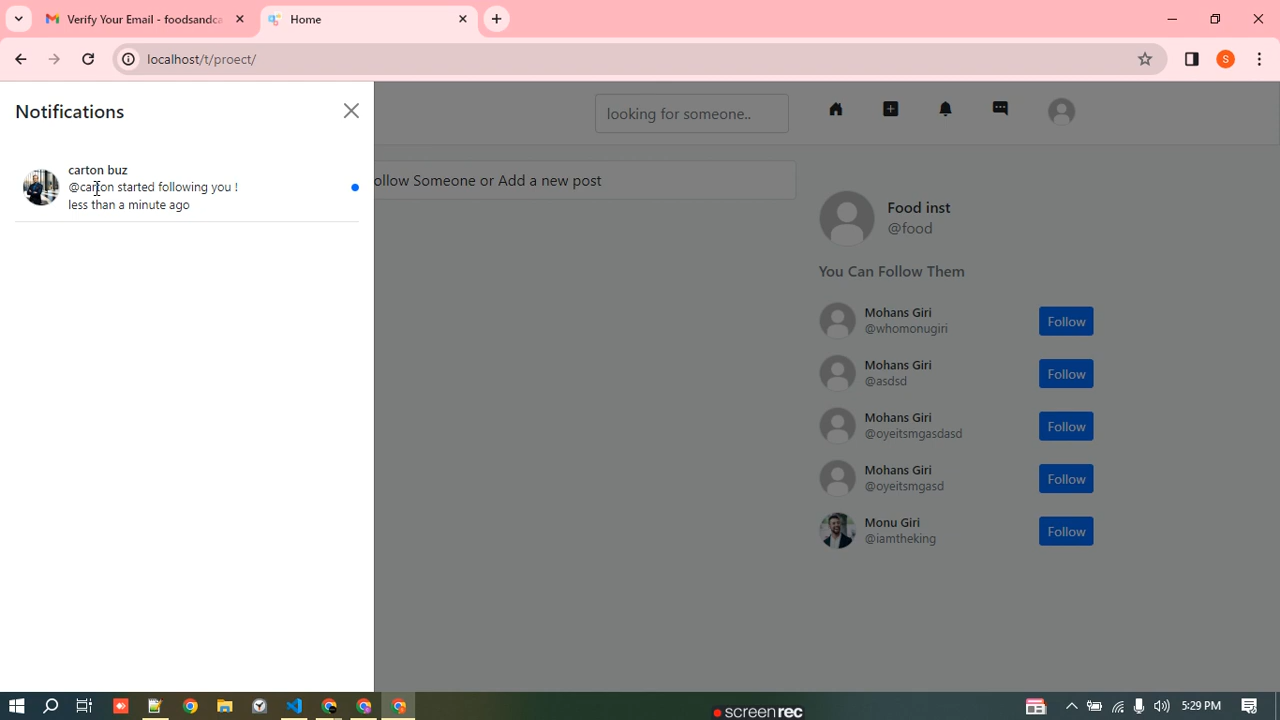 Verify Your Email - foodsandca
Home
localhost/t/proect/
S
Notifications
looking for someone..
carton buz
@carton started following you !
less than a minute ago
ollow Someone or Add a new post
Food inst
@food
You Can Follow Them
Mohans Giri
@whomonugiri
Follow
Mohans Giri
@asdsd
Follow
Mohans Giri
@oyeitsmgasdasd
Follow
Mohans Giri
@oyeitsmgasd
Follow
Monu Giri
@iamtheking
Follow
screenrec
5:29 PM